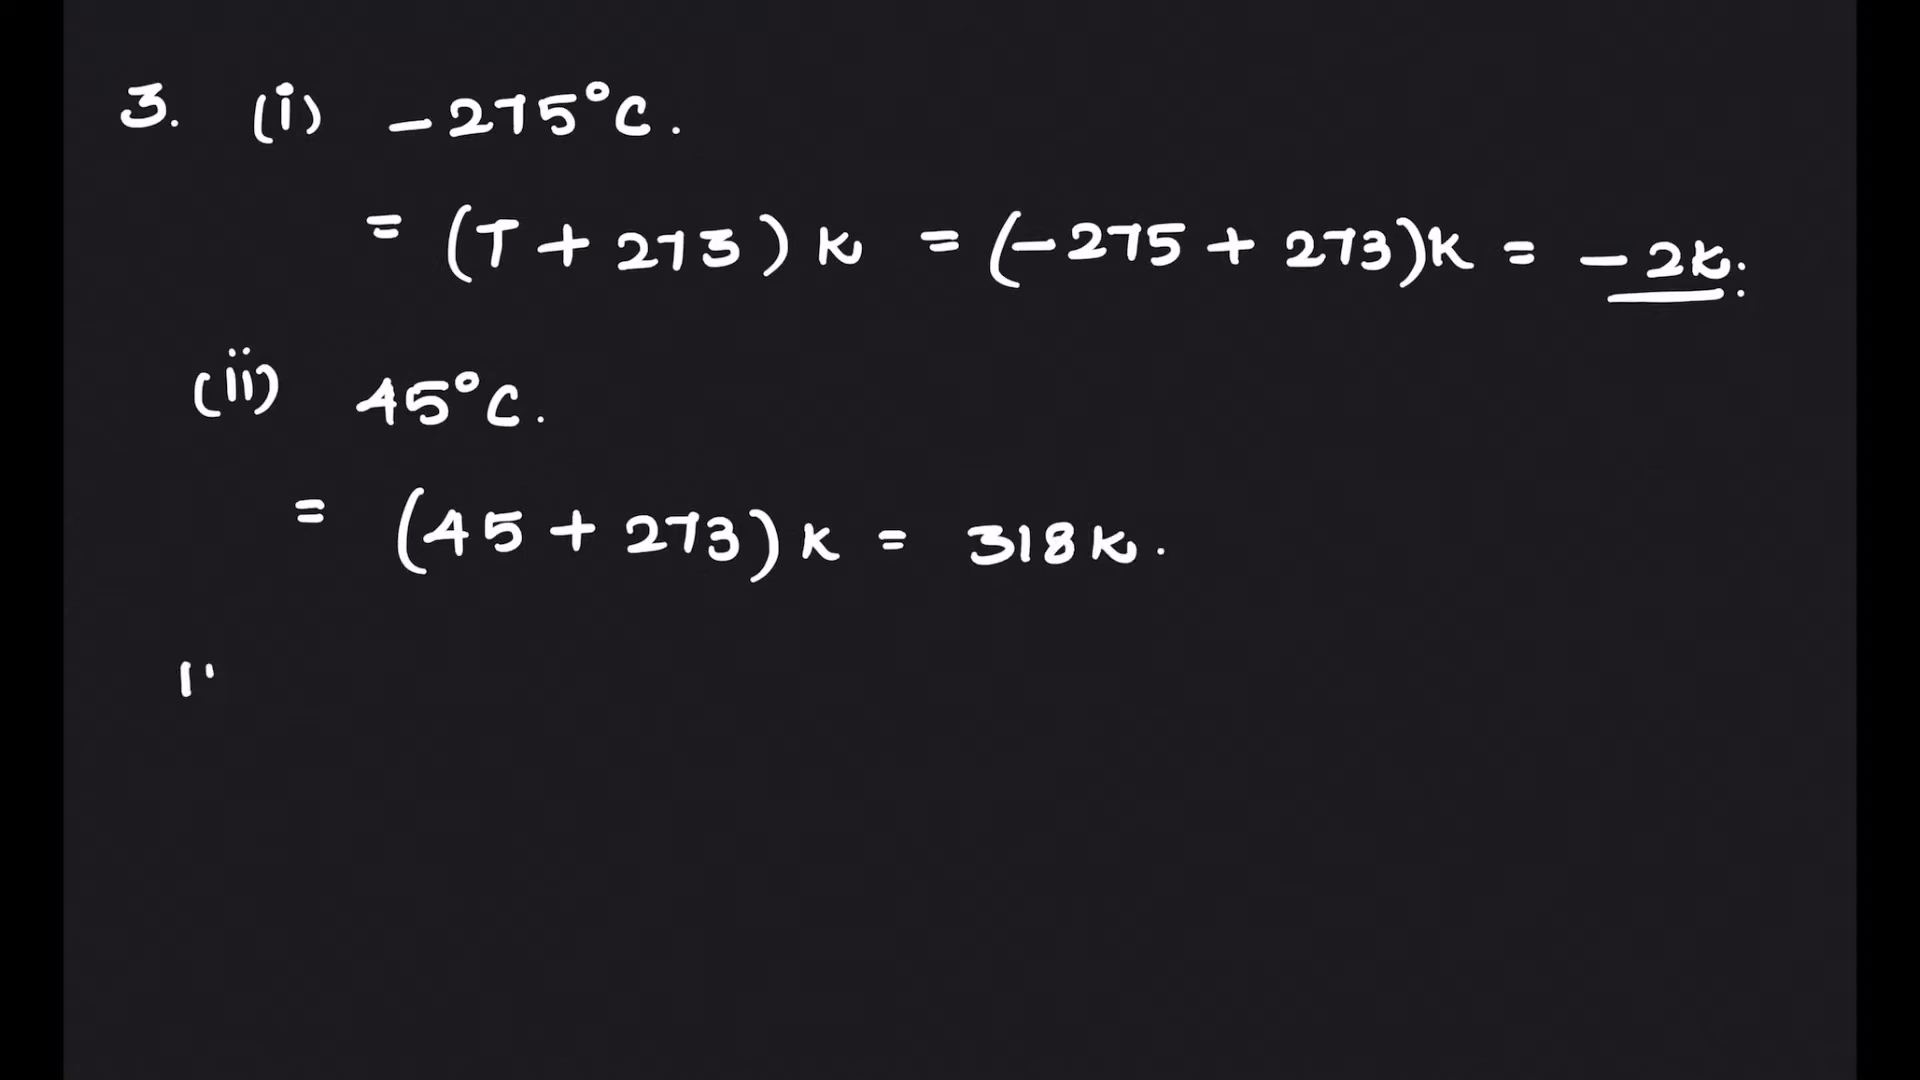 3. (i) -275°C.
= (T + 273) K = (-275 + 273)K = -2K.
(ii) 45°C.
= (45 + 273) K = 318 K.